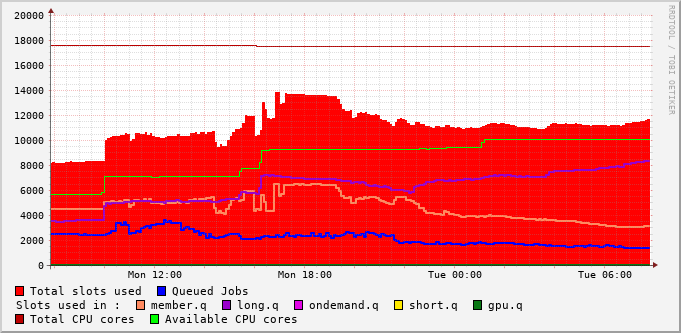 20000
18000
16000
14000
12000
10000
8000
6000
4000
2000
0
Mon 12:00 Mon 18:00 Tue 00:00 Tue 06:00
Total slots used Queued Jobs
Slots used in : member.q long.q ondemand.q short.q gpu.q
Total CPU cores Available CPU cores
RRDTOOL / TOBI OETIKER